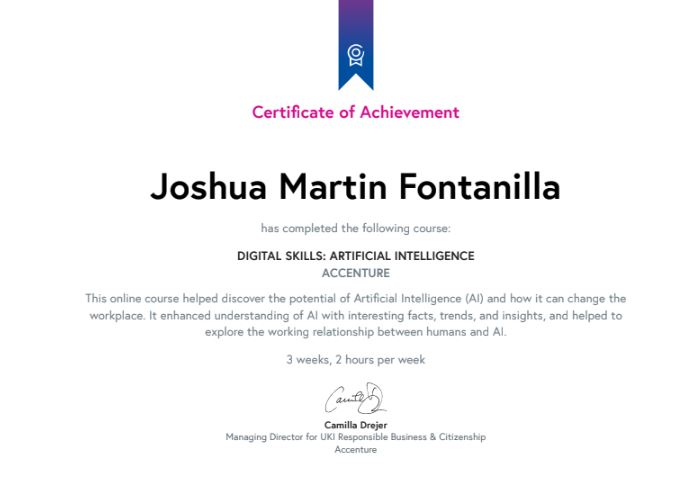 Certificate of Achievement
Joshua Martin Fontanilla
has completed the following course:
DIGITAL SKILLS: ARTIFICIAL INTELLIGENCE
ACCENTURE
This online course helped discover the potential of Artificial Intelligence (AI) and how it can change the
workplace. It enhanced understanding of AI with interesting facts, trends, and insights, and helped to
explore the working relationship between humans and AI.
3 weeks, 2 hours per week
Camilla Drejer
Managing Director for UKI Responsible Business & Citizenship
Accenture